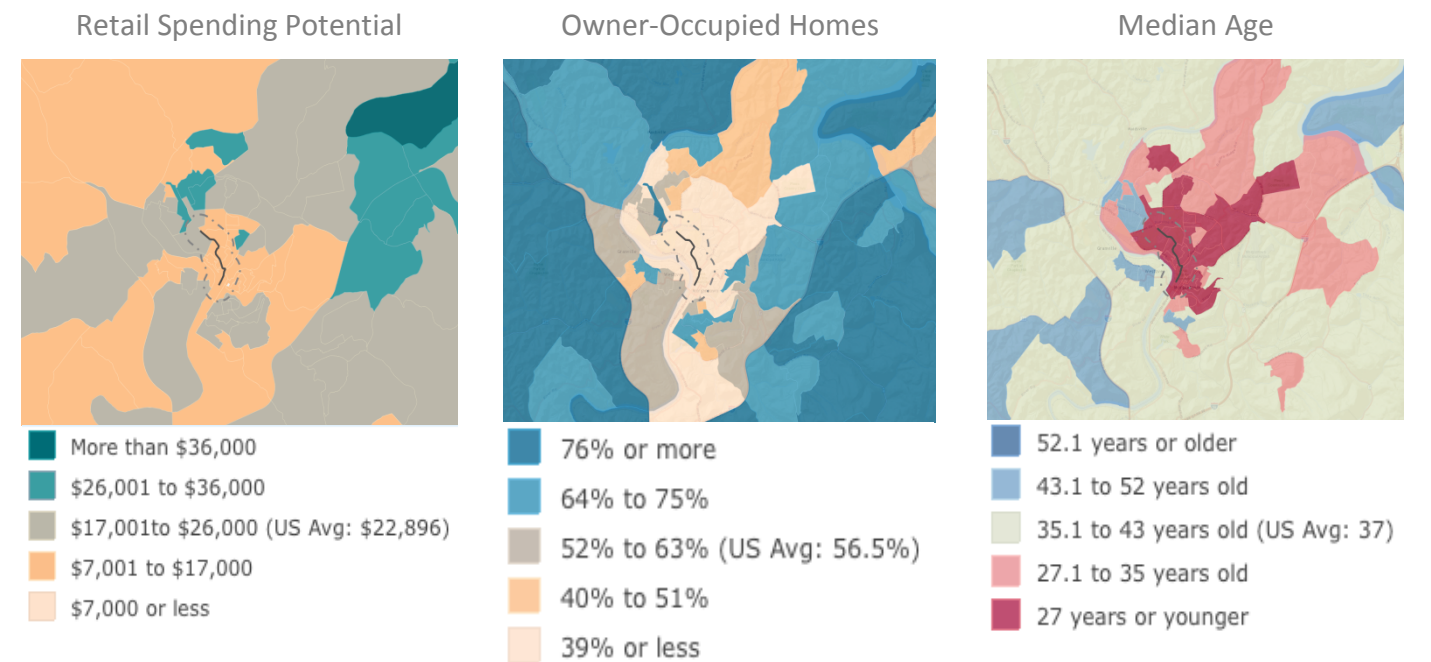 Retail Spending Potential
Owner-Occupied Homes
Median Age
More than $36,000
$26,001 to $36,000
$17,001to $26,000 (US Avg: $22,896)
$7,001 to $17,000
$7,000 or less
76% or more
64% to 75%
52% to 63% (US Avg: 56.5%)
40% to 51%
39% or less
52.1 years or older
43.1 to 52 years old
35.1 to 43 years old (US Avg: 37)
27.1 to 35 years old
27 years or younger